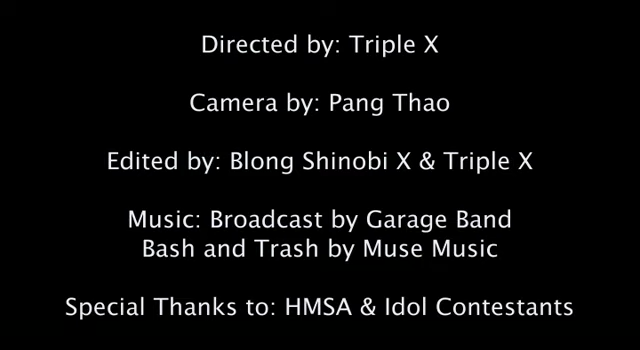 Directed by: Triple X
Camera by: Pang Thao
Edited by: Blong Shinobi X & Triple X
Music: Broadcast by Garage Band
Bash and Trash by Muse Music
Special Thanks to: HMSA & Idol Contestants